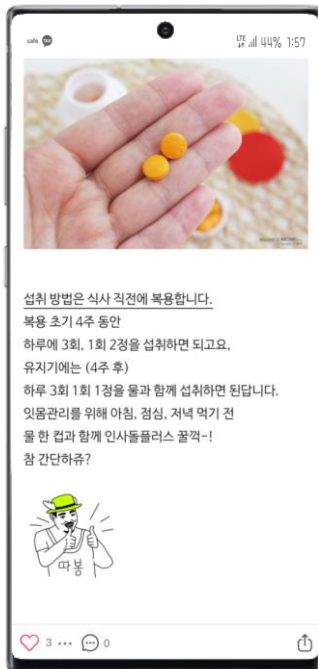 cafe
LTE 44% 1:57
섭취 방법은 식사 직전에 복용합니다.
복용 초기 4주 동안
하루에 3회, 1회 2정을 섭취하면 되고요,
유지기에는 (4주 후)
하루 3회 1회 1정을 물과 함께 섭취하면 된답니다.
잇몸관리를 위해 아침, 점심, 저녁 먹기 전
물 한 컵과 함께 인사돌플러스 꿀꺽~!
참 간단하쥬?
따봉
3 ··· 0